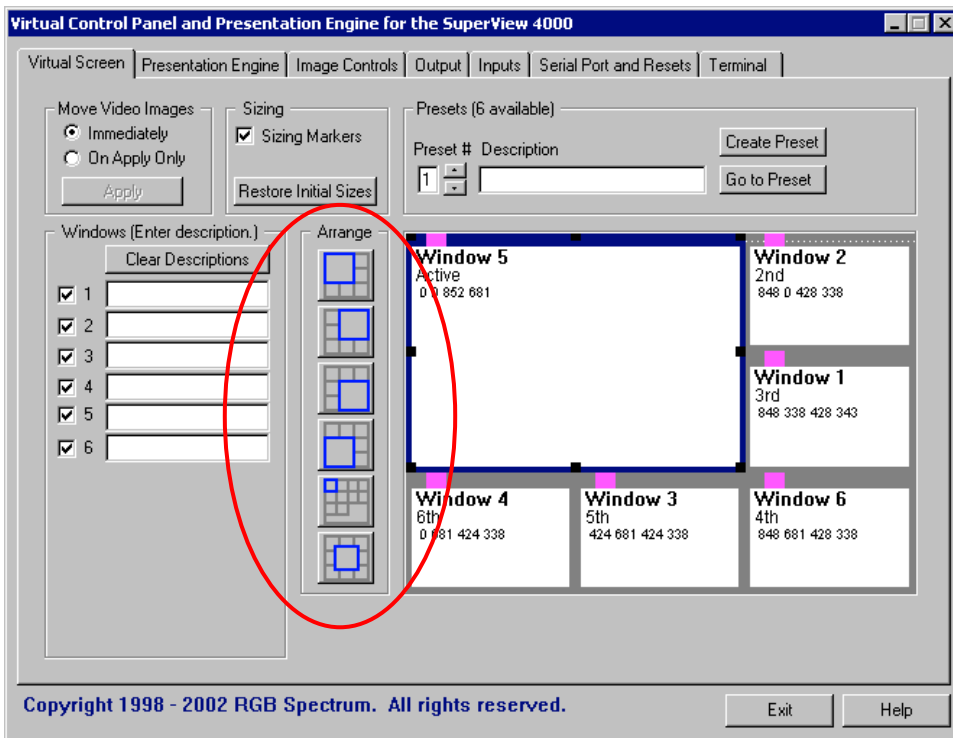 Virtual Control Panel and Presentation Engine for the SuperView 4000
Virtual Screen Presentation Engine Image Controls Output Inputs Serial Port and Resets Terminal
Move Video Images
Immediately
On Apply Only
Apply
Sizing
Sizing Markers
Restore Initial Sizes
Presets (6 available)
Preset # Description
1
Create Preset
Go to Preset
Windows (Enter description.)
Clear Descriptions
1
2
3
4
5
6
Arrange
Window 5
Active
0 0 852 681
Window 2
2nd
848 0 428 338
Window 1
3rd
848 338 428 343
Window 4
6th
0 681 424 338
Window 3
5th
424 681 424 338
Window 6
4th
848 681 428 338
Copyright 1998 - 2002 RGB Spectrum. All rights reserved.
Exit
Help